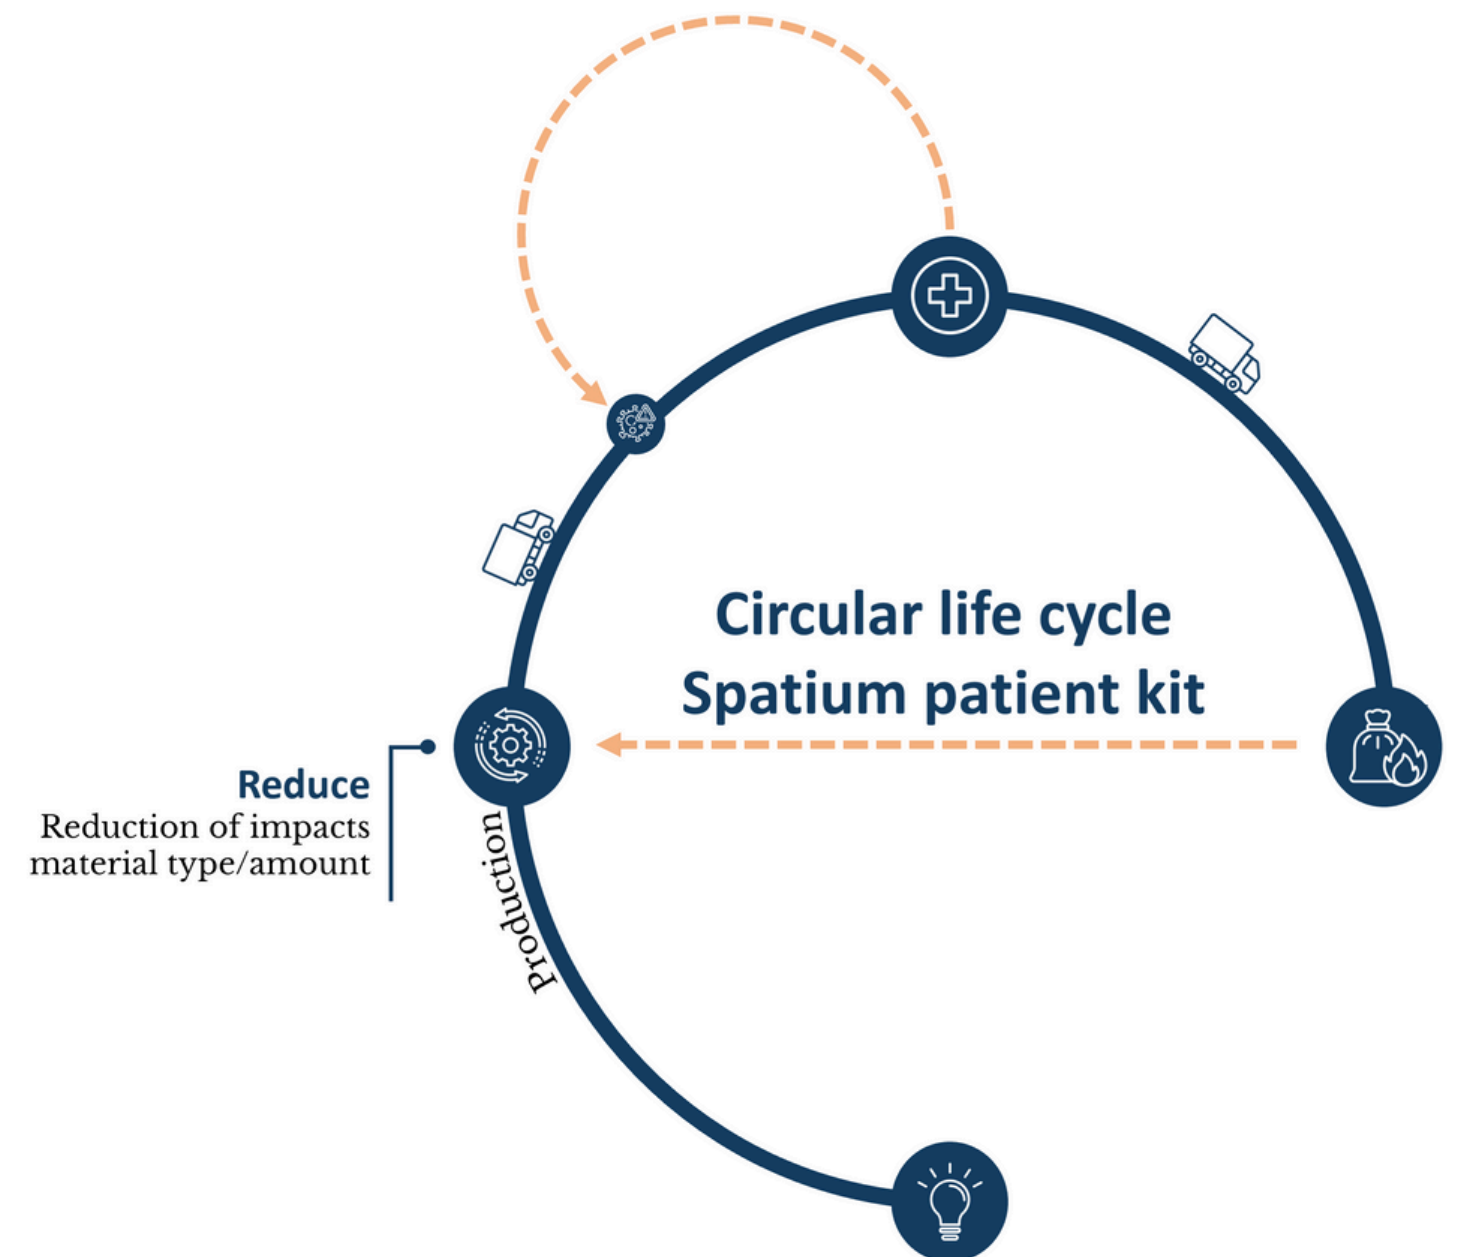 Circular life cycle
Spatium patient kit
Reduce
Reduction of impacts
material type/amount
Production